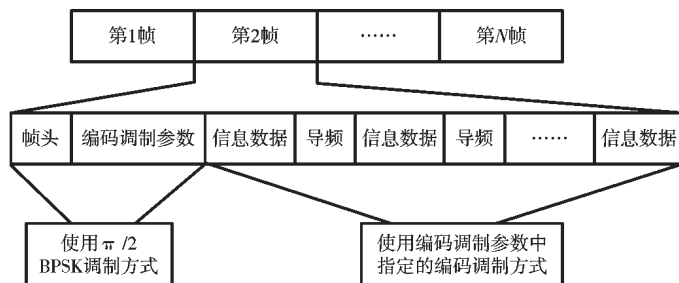 第1帧 第2帧 …… 第N帧
帧头 编码调制参数 信息数据 导频 信息数据 导频 …… 信息数据
使用π/2
BPSK调制方式
使用编码调制参数中
指定的编码调制方式